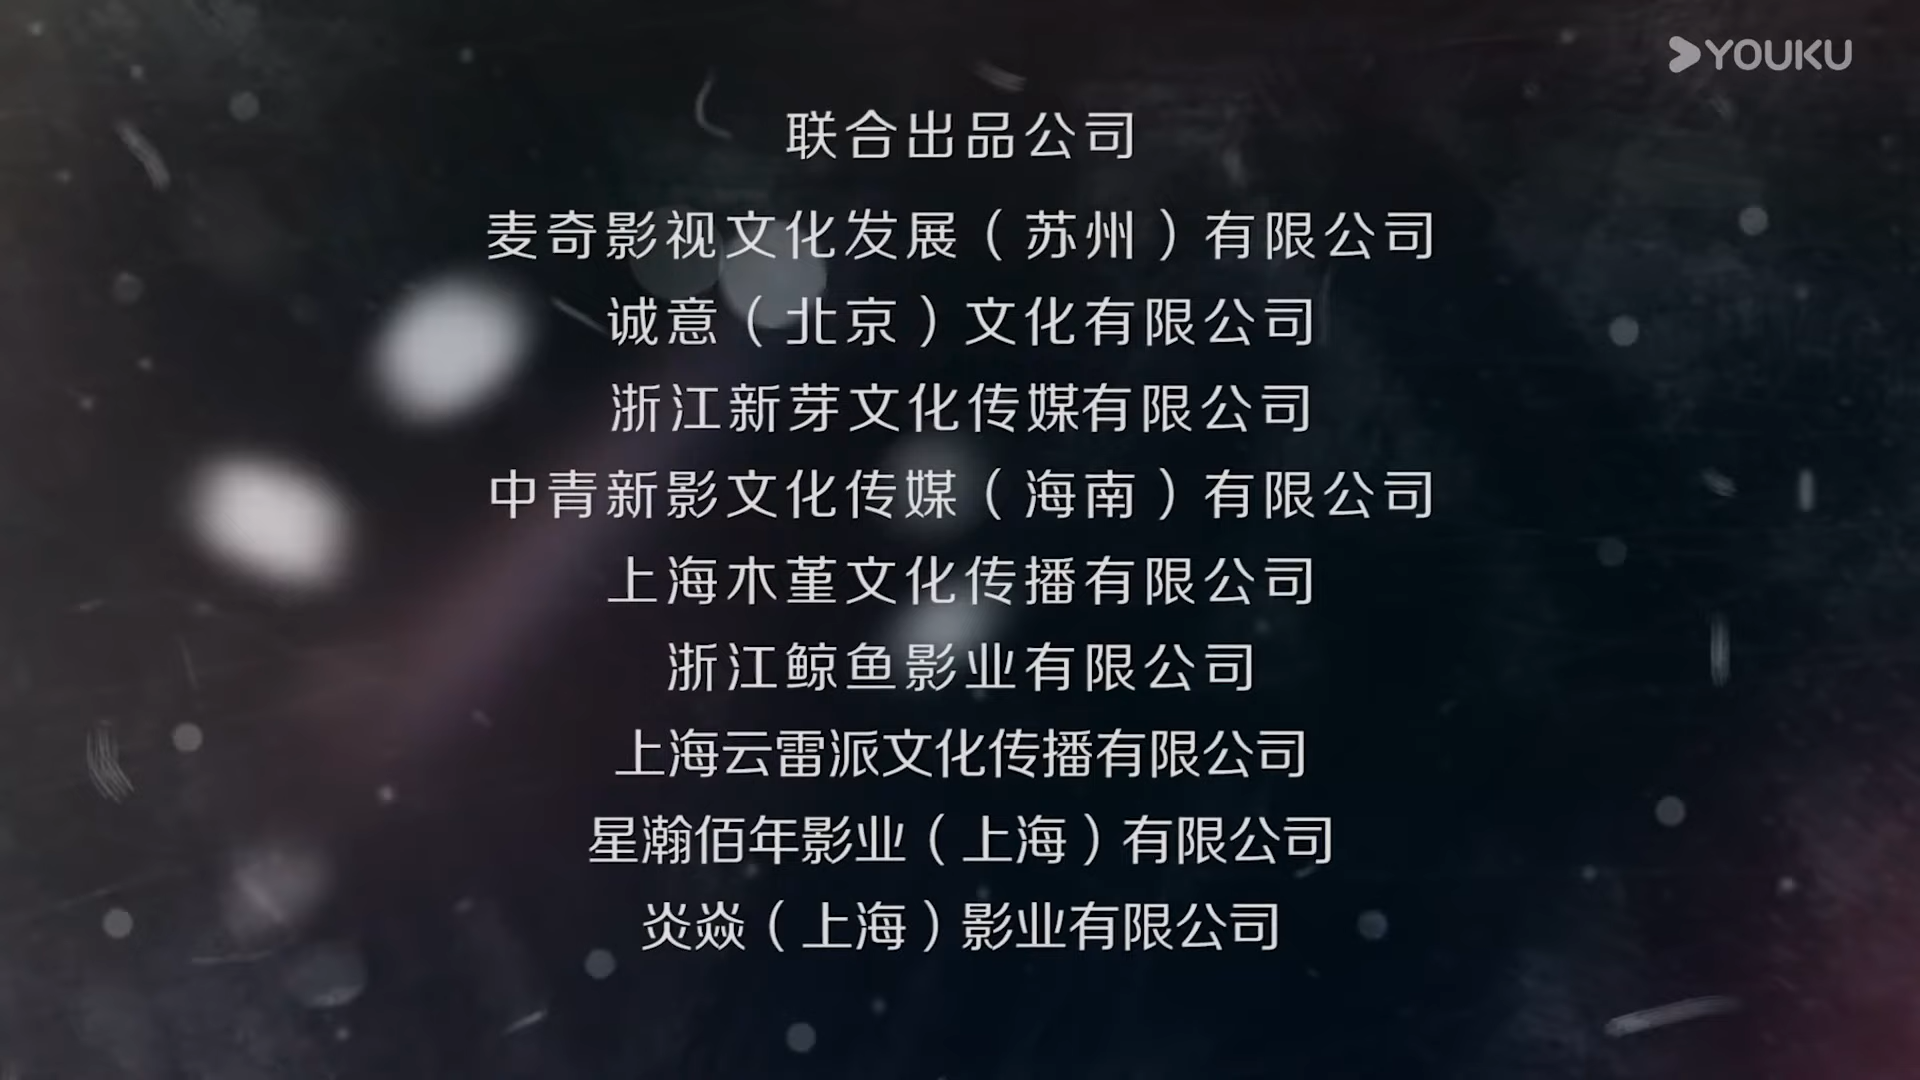 YOUKU
联合出品公司
麦奇影视文化发展（苏州）有限公司
诚意（北京）文化有限公司
浙江新芽文化传媒有限公司
中青新影文化传媒（海南）有限公司
上海木堇文化传播有限公司
浙江鲸鱼影业有限公司
上海云雷派文化传播有限公司
星瀚佰年影业（上海）有限公司
炎焱（上海）影业有限公司